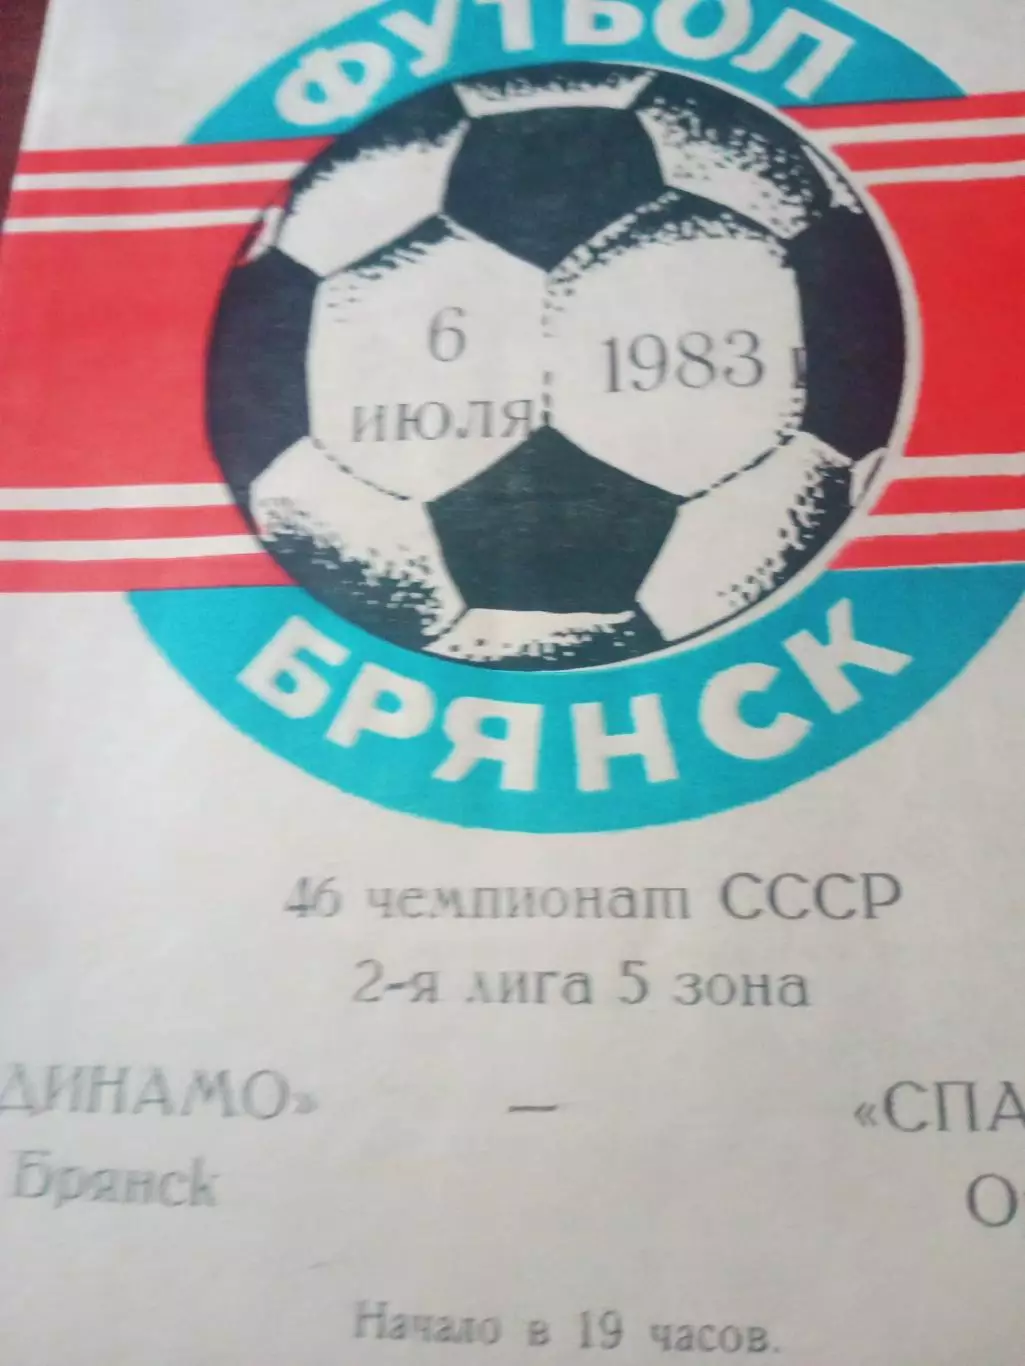 ФУТБОЛ
6
июля
1983 г
БРЯНСК
46 чемпионат СССР
2-я лига 5 зона
ДИНАМО» — «СПА
Брянск О
Начало в 19 часов.